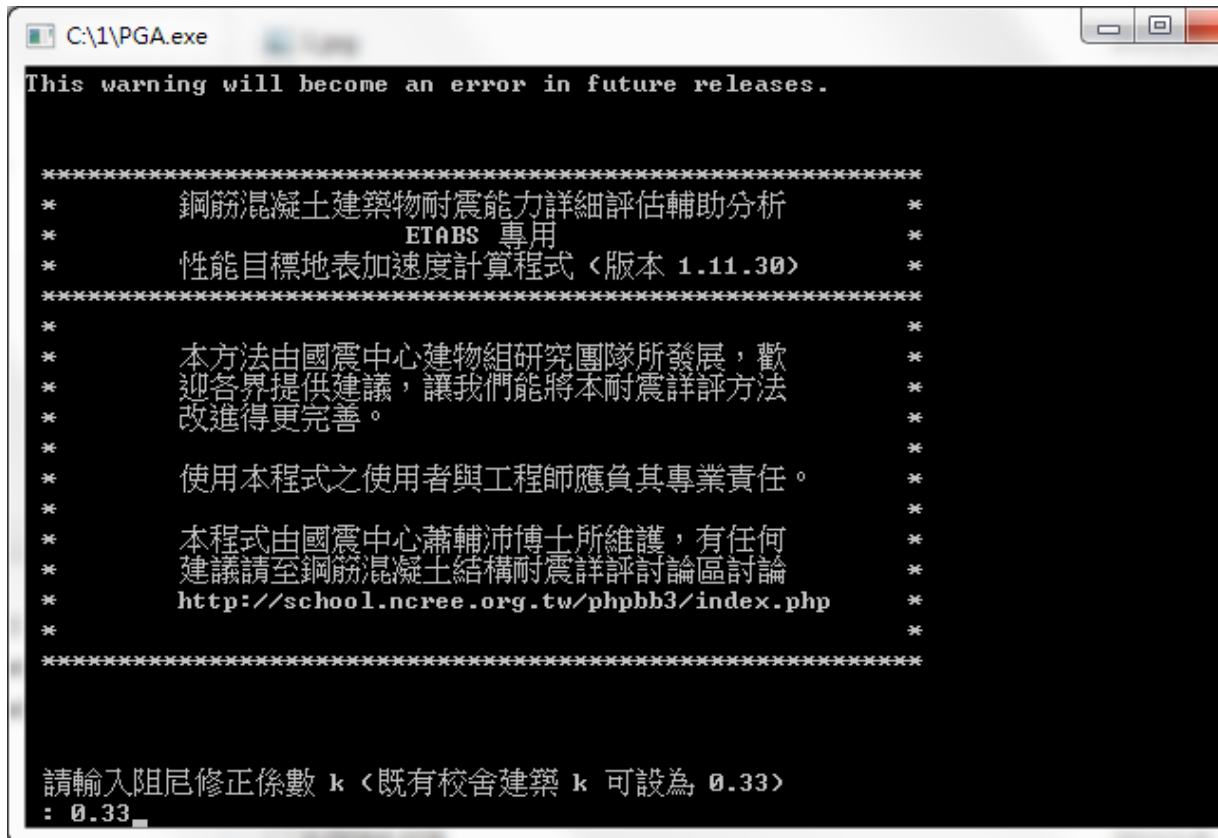 C:\1\PGA.exe
This warning will become an error in future releases.
**********************************************************
* 鋼筋混凝土建築物耐震能力詳細評估輔助分析 *
* ETABS 專用 *
* 性能目標地表加速度計算程式 (版本 1.11.30) *
**********************************************************
* *
* 本方法由國震中心建物組研究團隊所發展，歡 *
* 迎各界提供建議，讓我們能將本耐震詳評方法 *
* 改進得更完善。 *
* *
* 使用本程式之使用者與工程師應負其專業責任。 *
* *
* 本程式由國震中心蕭輔沛博士所維護，有任何 *
* 建議請至鋼筋混凝土結構耐震詳評討論區討論 *
* http://school.ncree.org.tw/phpbb3/index.php *
* *
**********************************************************
請輸入阻尼修正係數 k (既有校舍建築 k 可設為 0.33)
: 0.33_